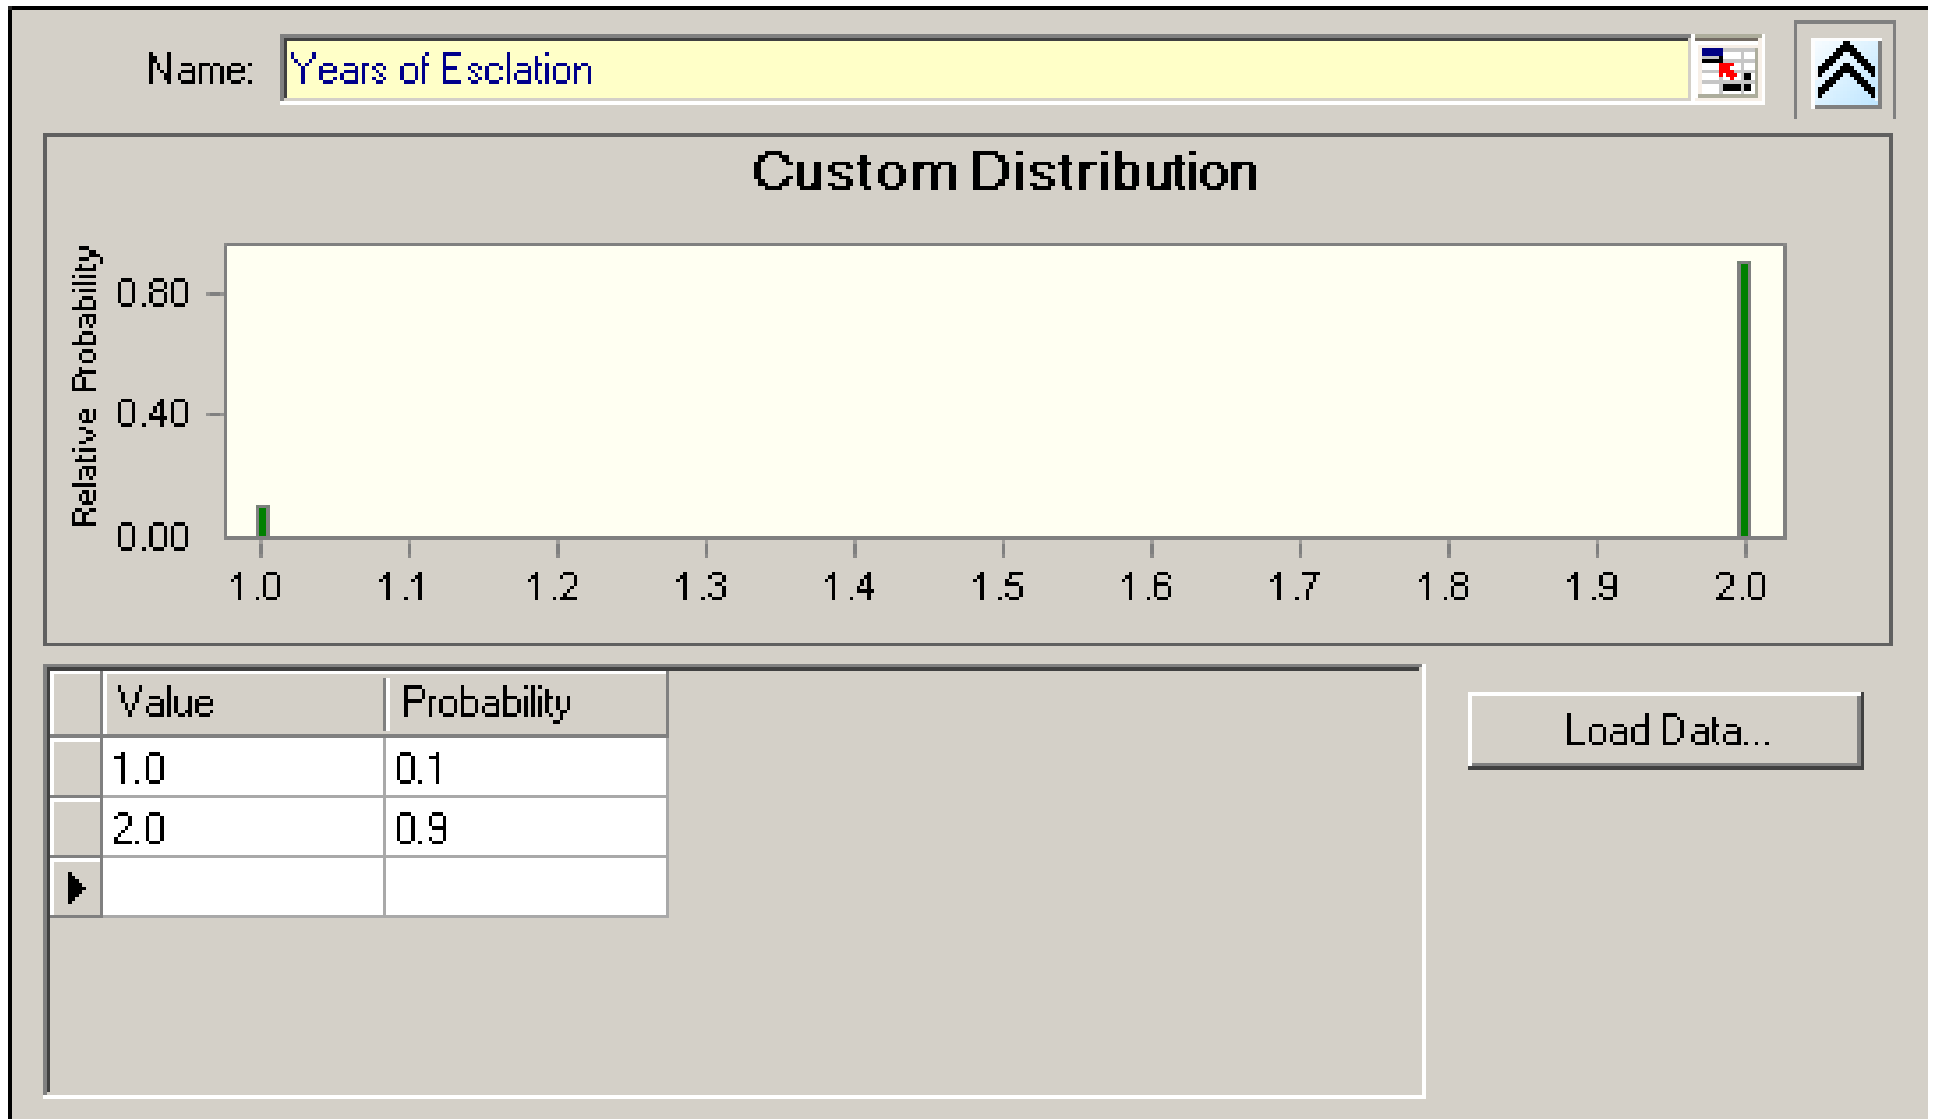 Name: Years of Esclation
Custom Distribution
Relative Probability
0.80
0.40
0.00
1.0 1.1 1.2 1.3 1.4 1.5 1.6 1.7 1.8 1.9 2.0
Value Probability
Load Data...
1.0 0.1
2.0 0.9